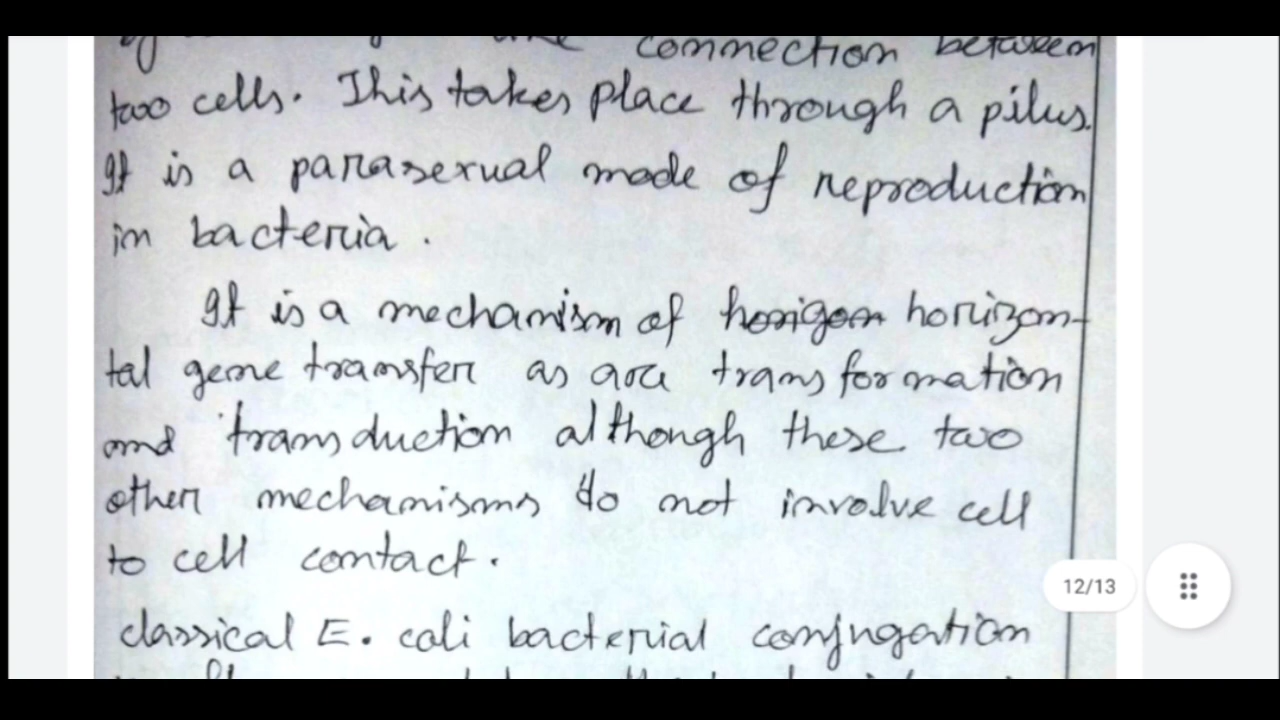 connection between
two cells. This takes place through a pilus.
It is a parasexual mode of reproduction
in bacteria.
It is a mechanism of horigon horizon-
tal gene transfer as are transformation
and transduction although these two
other mechanisms do not involve cell
to cell contact.
12/13
classical E. coli bacterial conjugation